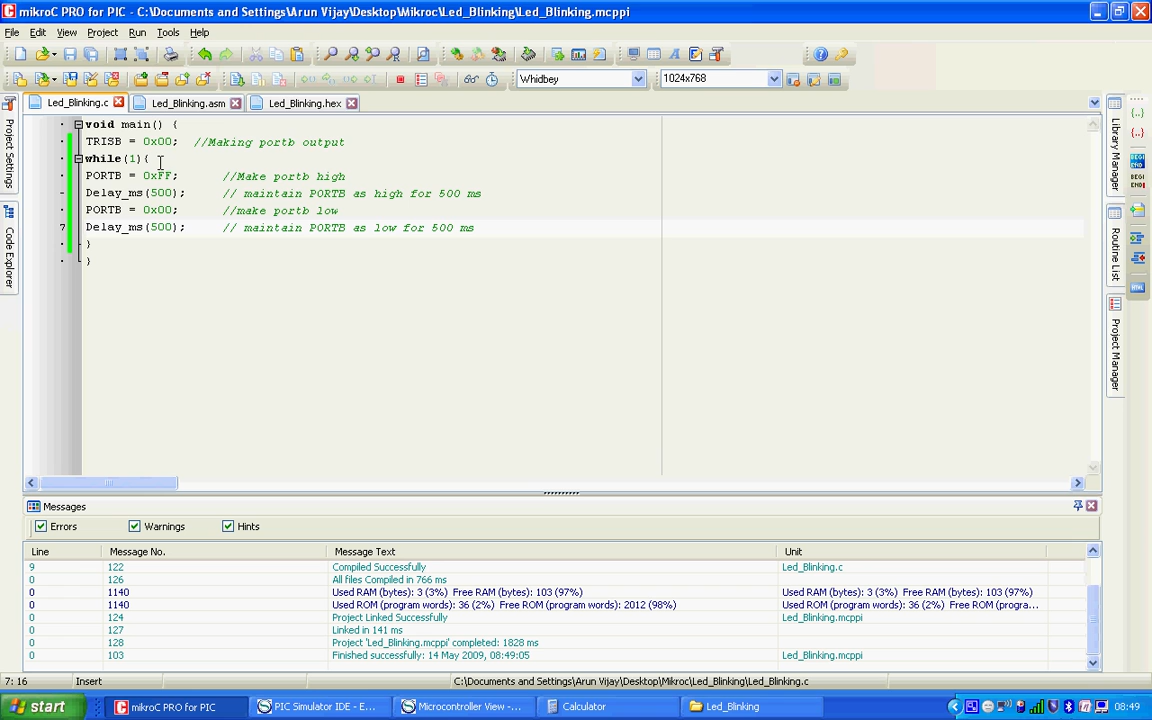 mikroC PRO for PIC - C:\Documents and Settings\Arun Vijay\Desktop\Mikroc\Led_Blinking\Led_Blinking.mcppi
File Edit View Project Run Tools Help
Whidbey 1024x768
Led_Blinking.c Led_Blinking.asm Led_Blinking.hex
Project Settings
Code Explorer
void main() {
TRISB = 0x00; //Making portb output
while(1){
PORTB = 0xFF; //Make portb high
Delay_ms(500); // maintain PORTB as high for 500 ms
PORTB = 0x00; //make portb low
7 Delay_ms(500); // maintain PORTB as low for 500 ms
}
}
Library Manager
Routine List
Project Manager
Messages
Errors Warnings Hints
Line Message No. Message Text Unit
9 122 Compiled Successfully Led_Blinking.c
0 126 All files Compiled in 766 ms
0 1140 Used RAM (bytes): 3 (3%) Free RAM (bytes): 103 (97%) Used RAM (bytes): 3 (3%) Free RAM (bytes): 103 (97%)
0 1140 Used ROM (program words): 36 (2%) Free ROM (program words): 2012 (98%) Used ROM (program words): 36 (2%) Free ROM (progra...
0 124 Project Linked Successfully Led_Blinking.mcppi
0 127 Linked in 141 ms
0 128 Project 'Led_Blinking.mcppi' completed: 1828 ms
0 103 Finished successfully: 14 May 2009, 08:49:05 Led_Blinking.mcppi
7: 16 Insert C:\Documents and Settings\Arun Vijay\Desktop\Mikroc\Led_Blinking\Led_Blinking.c
start mikroC PRO for PIC PIC Simulator IDE - E... Microcontroller View -... Calculator Led_Blinking 08:49